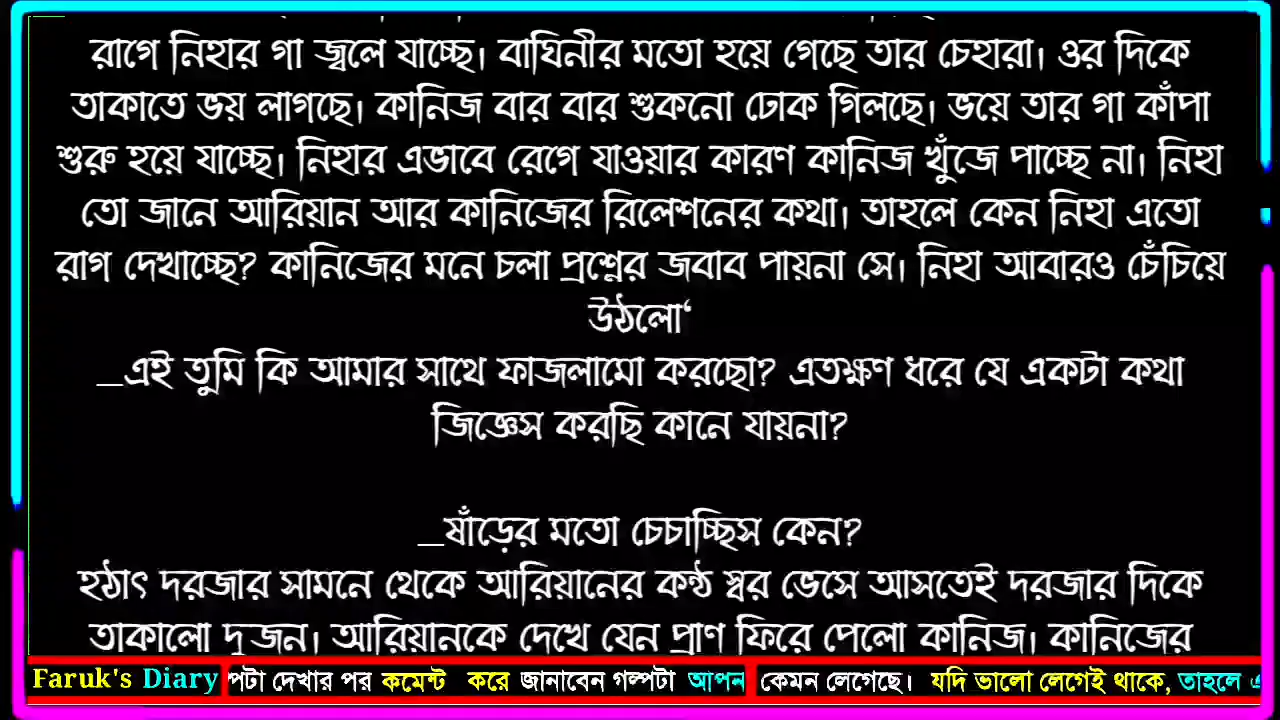 রাগে নিহার গা জ্বলে যাচ্ছে। বাঘিনীর মতো হয়ে গেছে তার চেহারা। ওর দিকে
তাকাতে ভয় লাগছে। কানিজ বার বার শুকনো ঢোক গিলছে। ভয়ে তার গা কাঁপা
শুরু হয়ে যাচ্ছে। নিহার এভাবে রেগে যাওয়ার কারণ কানিজ খুঁজে পাচ্ছে না। নিহা
তো জানে আরিয়ান আর কানিজের রিলেশনের কথা। তাহলে কেন নিহা এতো
রাগ দেখাচ্ছে? কানিজের মনে চলা প্রশ্নের জবাব পায়না সে। নিহা আবারও চেঁচিয়ে
উঠলো‘
_এই তুমি কি আমার সাথে ফাজলামো করছো? এতক্ষণ ধরে যে একটা কথা
জিজ্ঞেস করছি কানে যায়না?
_ষাঁড়ের মতো চেচাচ্ছিস কেন?
হঠাৎ দরজার সামনে থেকে আরিয়ানের কন্ঠ স্বর ভেসে আসতেই দরজার দিকে
তাকালো দু'জন। আরিয়ানকে দেখে যেন প্রাণ ফিরে পেলো কানিজ। কানিজের
Faruk's Diary পটা দেখার পর কমেন্ট করে জানাবেন গল্পটা আপন কেমন লেগেছে। যদি ভালো লেগেই থাকে, তাহলে